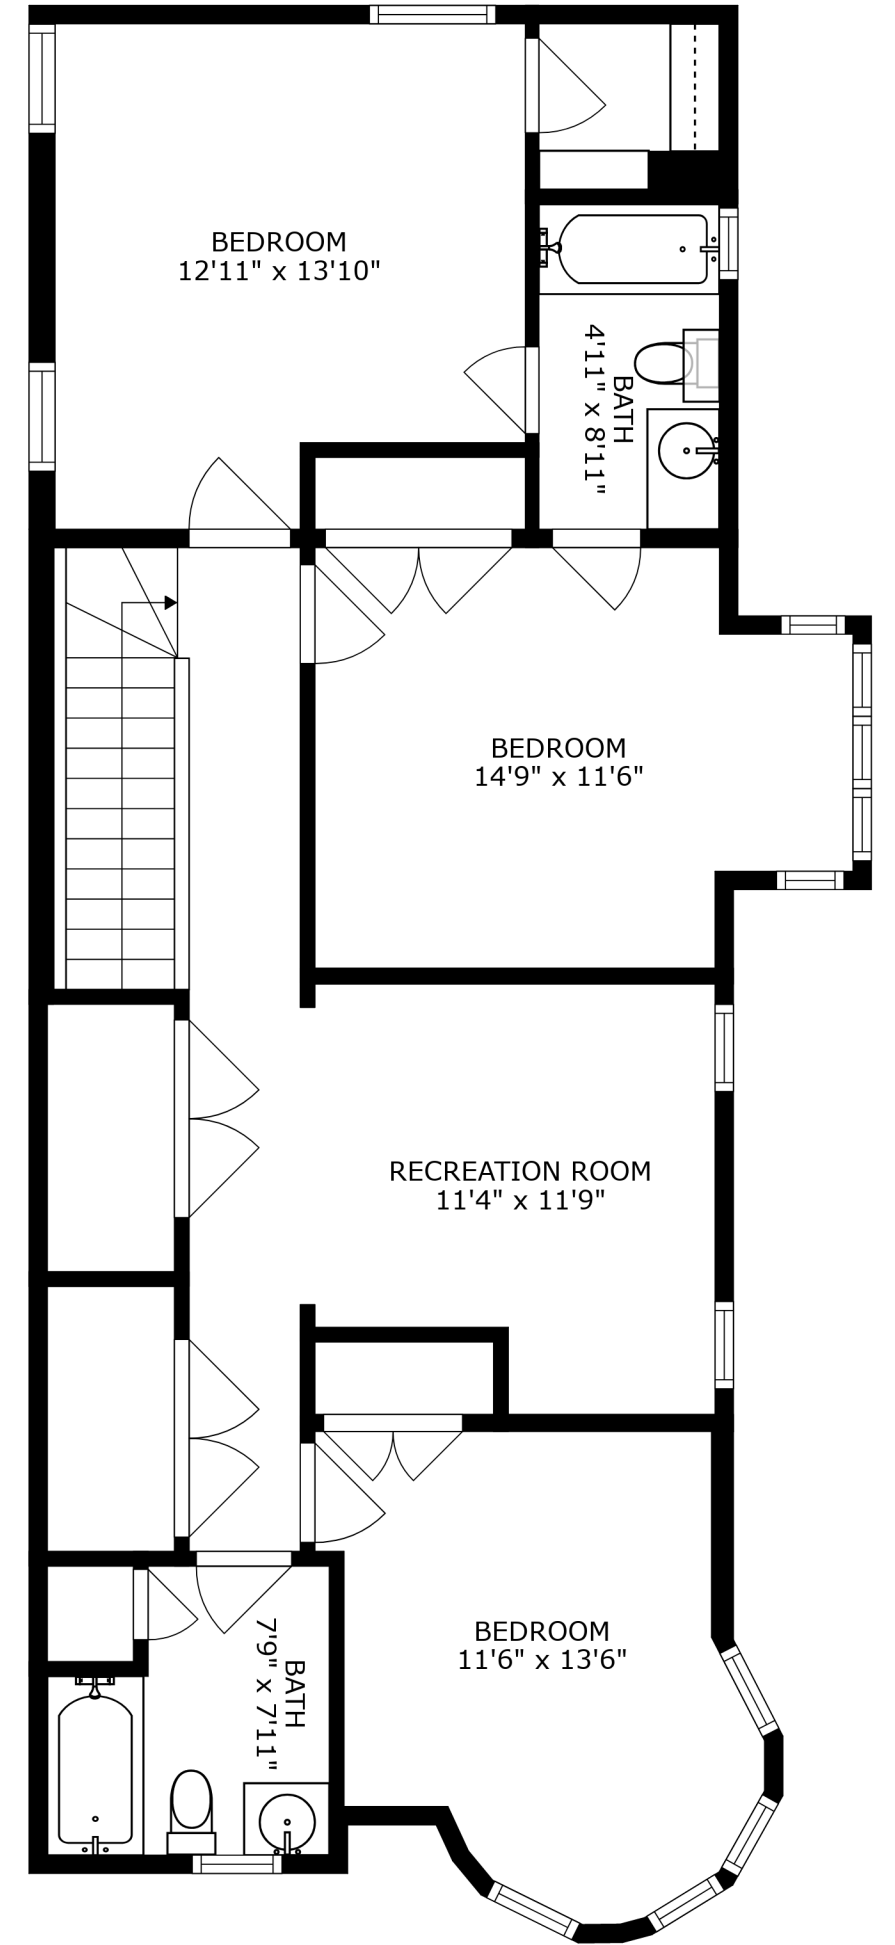 BEDROOM
12'11" x 13'10"
BATH
4'11" x 8'11"
BEDROOM
14'9" x 11'6"
RECREATION ROOM
11'4" x 11'9"
BEDROOM
11'6" x 13'6"
BATH
7'9" x 7'11"